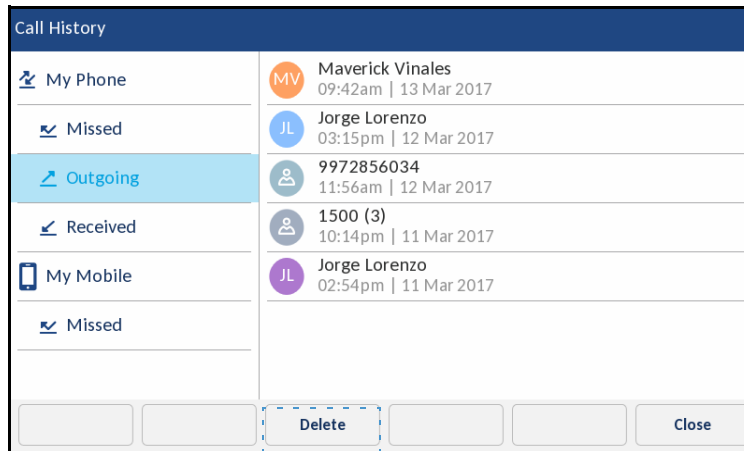 Call History
My Phone
Missed
Outgoing
Received
My Mobile
Missed
MV
Maverick Vinales
09:42am | 13 Mar 2017
JL
Jorge Lorenzo
03:15pm | 12 Mar 2017
9972856034
11:56am | 12 Mar 2017
1500 (3)
10:14pm | 11 Mar 2017
JL
Jorge Lorenzo
02:54pm | 11 Mar 2017
Delete
Close